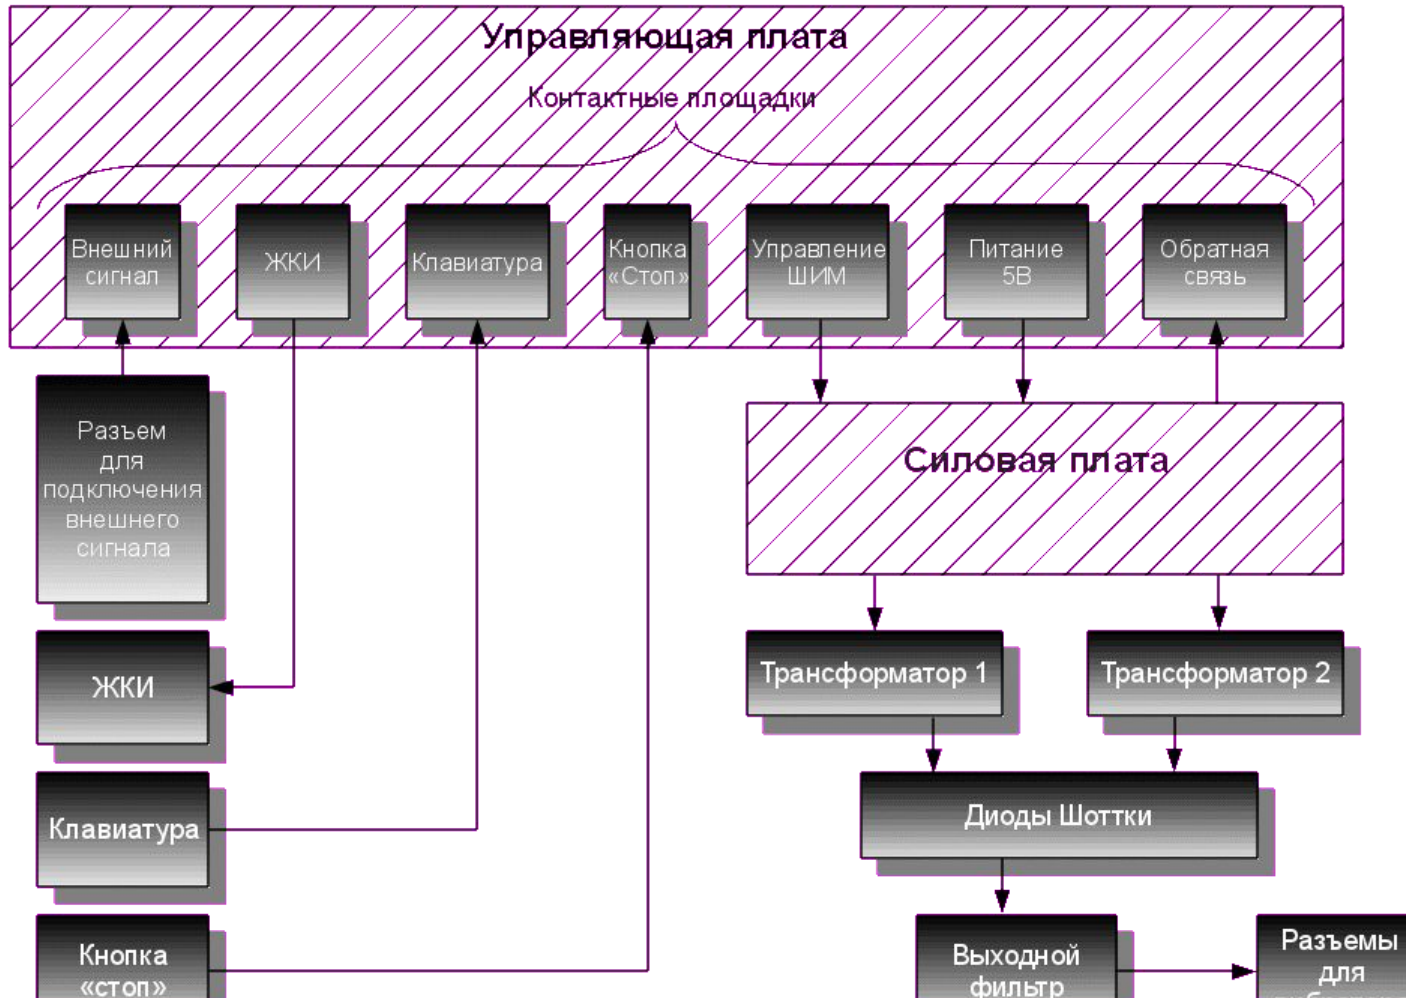 Управляющая плата
Контактные площадки
Внешний
сигнал
ЖКИ
Клавиатура
Кнопка
«Стоп»
Управление
ШИМ
Питание
5В
Обратная
связь
Разъем
для
подключения
внешнего
сигнала
Силовая плата
ЖКИ
Трансформатор 1
Трансформатор 2
Клавиатура
Диоды Шоттки
Кнопка
«стоп»
Выходной
фильтр
Разъемы
для